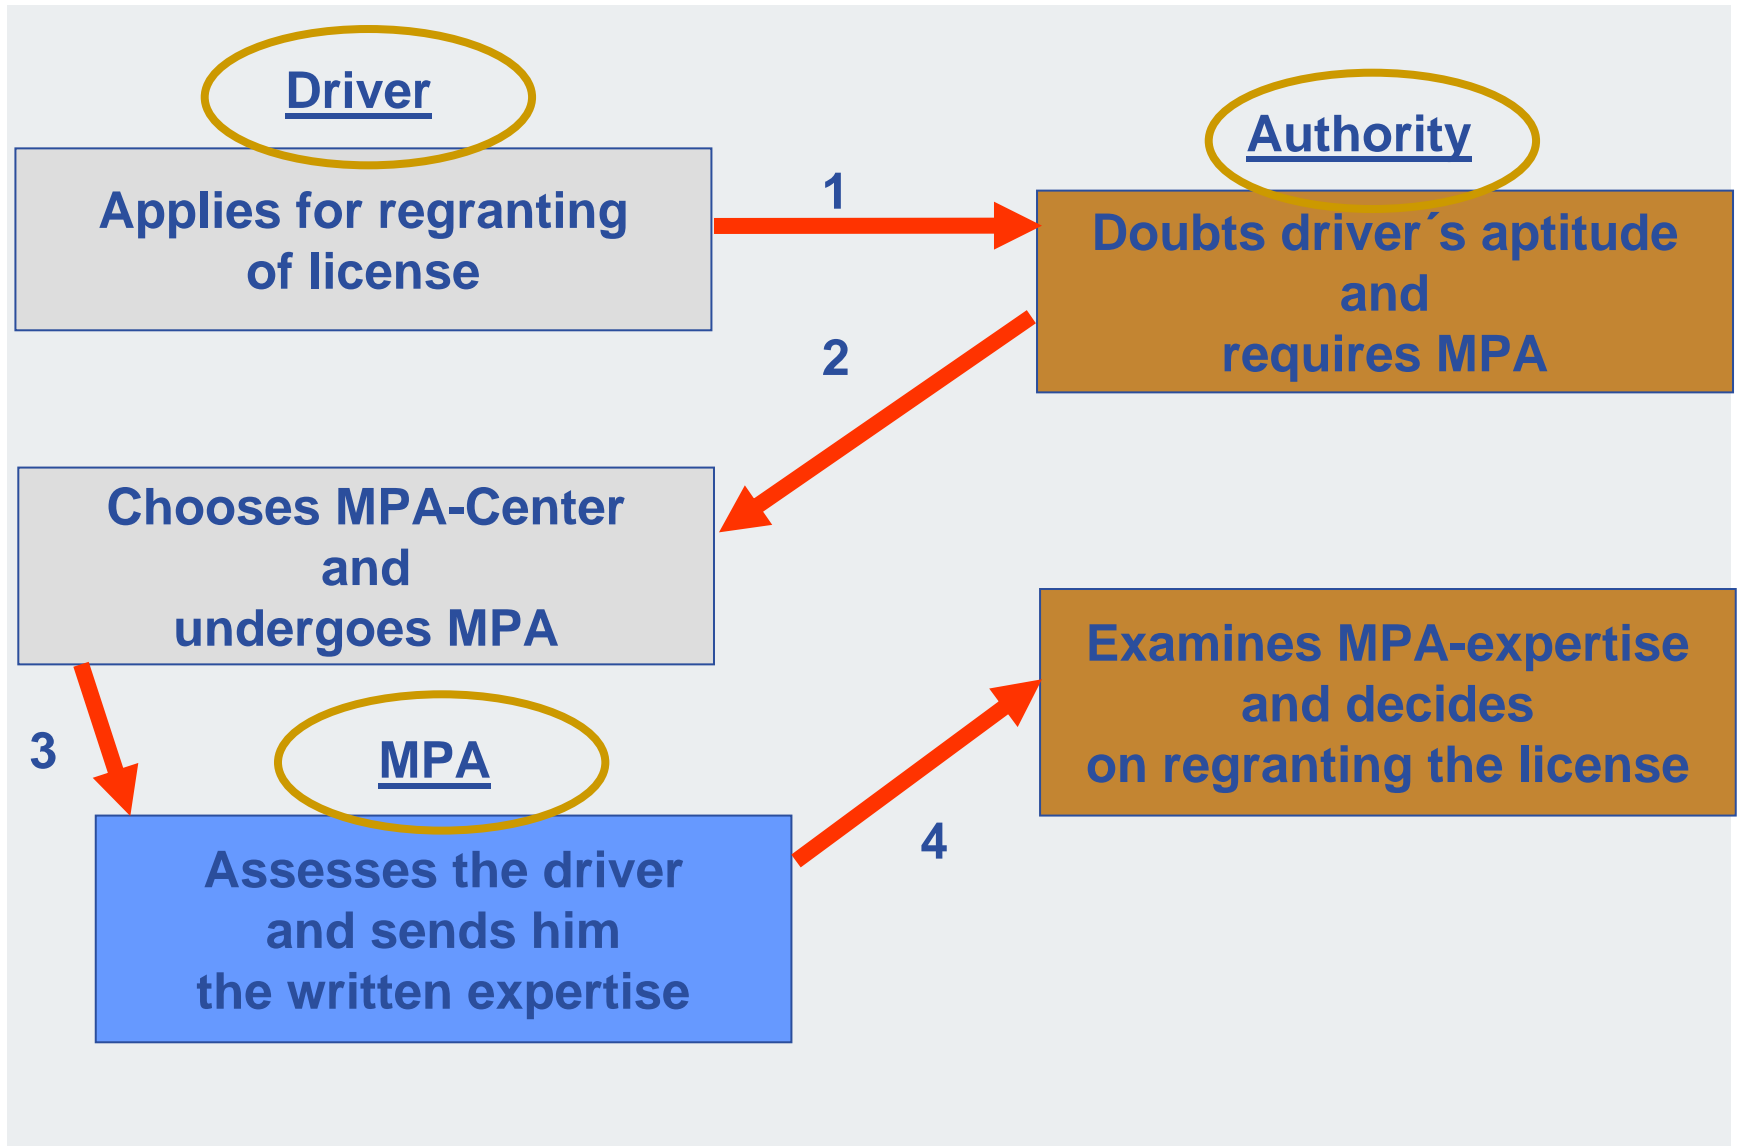 Driver
Applies for regranting
of license
1
Authority
Doubts driver´s aptitude
and
requires MPA
2
Chooses MPA-Center
and
undergoes MPA
3
MPA
Assesses the driver
and sends him
the written expertise
4
Examines MPA-expertise
and decides
on regranting the license